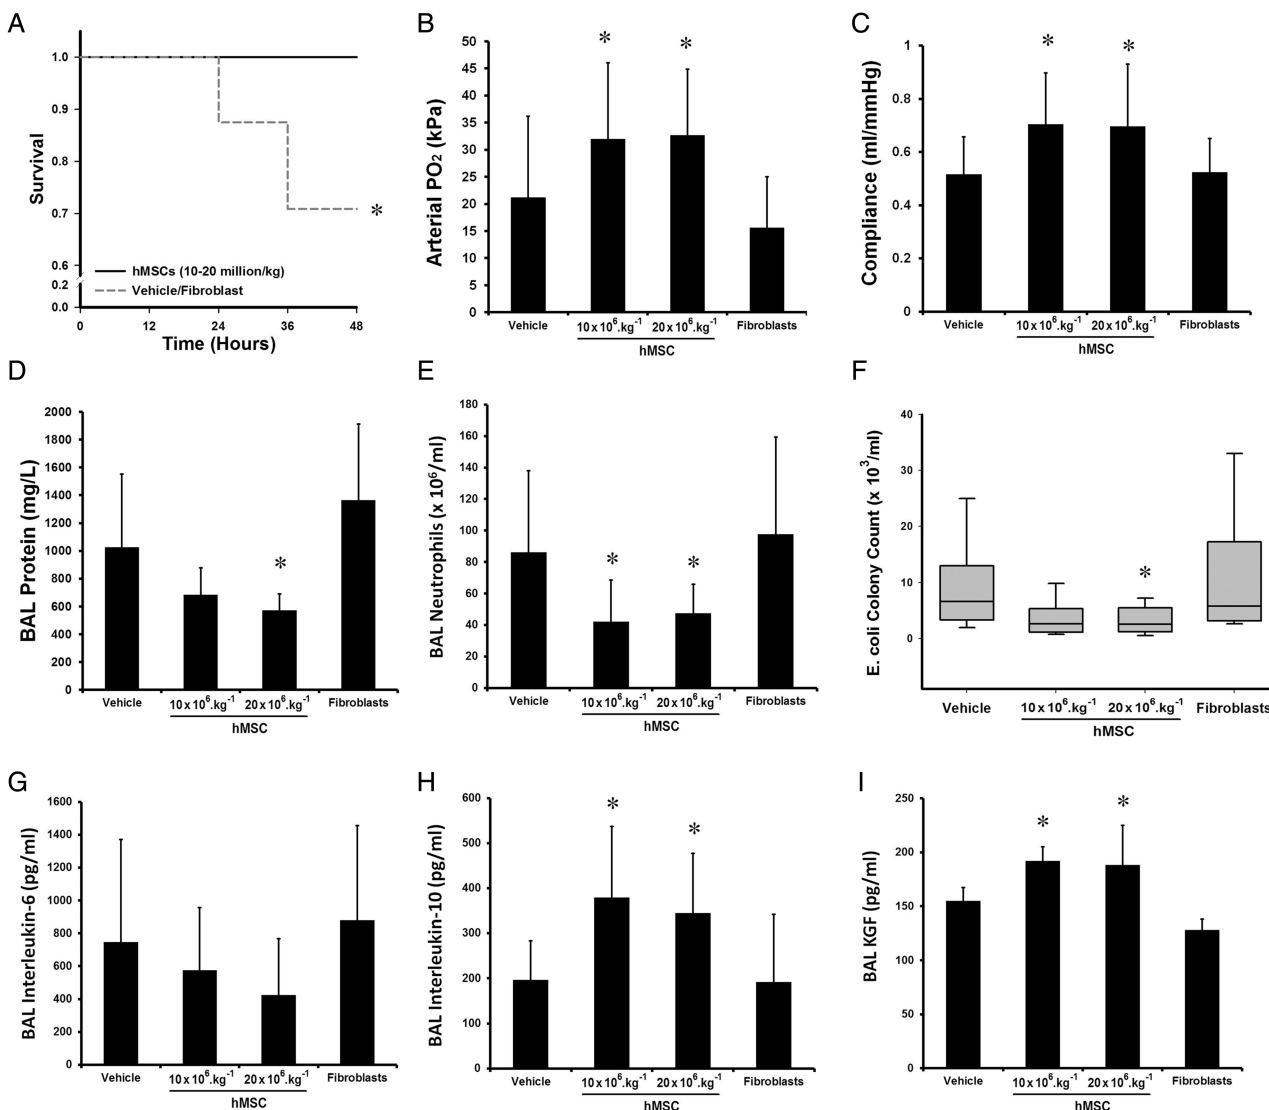 A
Survival
1.0
0.9
0.8
0.7
0.6
0.2
0.0
*
hMSCs (10-20 million/kg)
Vehicle/Fibroblast
0 12 24 36 48
Time (Hours)
B
Arterial PO2 (kPa)
50
45
40
35
30
25
20
15
10
5
0
* *
Vehicle 10 x 10⁶.kg⁻¹ 20 x 10⁶.kg⁻¹ Fibroblasts
hMSC
C
Compliance (ml/mmHg)
1
0.8
0.6
0.4
0.2
0
* *
Vehicle 10 x 10⁶.kg⁻¹ 20 x 10⁶.kg⁻¹ Fibroblasts
hMSC
D
BAL Protein (mg/L)
2000
1800
1600
1400
1200
1000
800
600
400
200
0
*
Vehicle 10 x 10⁶.kg⁻¹ 20 x 10⁶.kg⁻¹ Fibroblasts
hMSC
E
BAL Neutrophils (x 10⁶/ml)
180
160
140
120
100
80
60
40
20
0
* *
Vehicle 10 x 10⁶.kg⁻¹ 20 x 10⁶.kg⁻¹ Fibroblasts
hMSC
F
E. coli Colony Count (x 10³/ml)
40
30
20
10
0
*
Vehicle 10 x 10⁶.kg⁻¹ 20 x 10⁶.kg⁻¹ Fibroblasts
hMSC
G
BAL Interleukin-6 (pg/ml)
1600
1400
1200
1000
800
600
400
200
0
Vehicle 10 x 10⁶.kg⁻¹ 20 x 10⁶.kg⁻¹ Fibroblasts
hMSC
H
BAL Interleukin-10 (pg/ml)
600
500
400
300
200
100
0
* *
Vehicle 10 x 10⁶.kg⁻¹ 20 x 10⁶.kg⁻¹ Fibroblasts
hMSC
I
BAL KGF (pg/ml)
250
200
150
100
50
0
* *
Vehicle 10 x 10⁶.kg⁻¹ 20 x 10⁶.kg⁻¹ Fibroblasts
hMSC